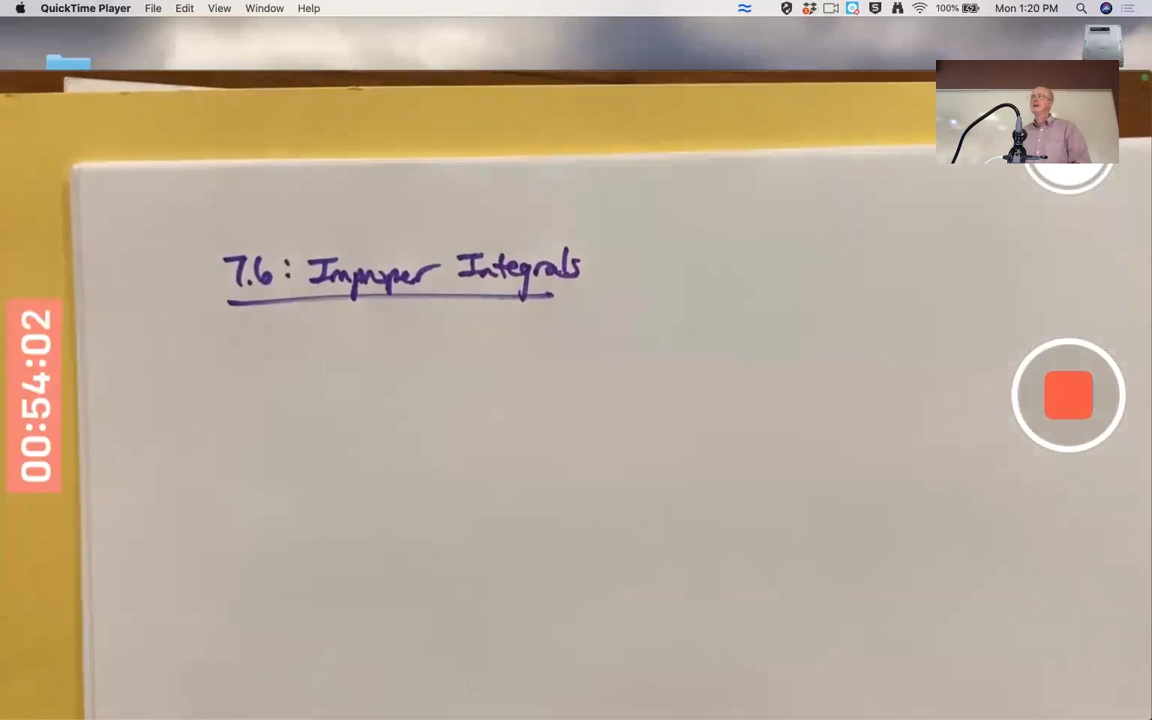 QuickTime Player File Edit View Window Help 100% Mon 1:20 PM
7.6: Improper Integrals
00:54:02